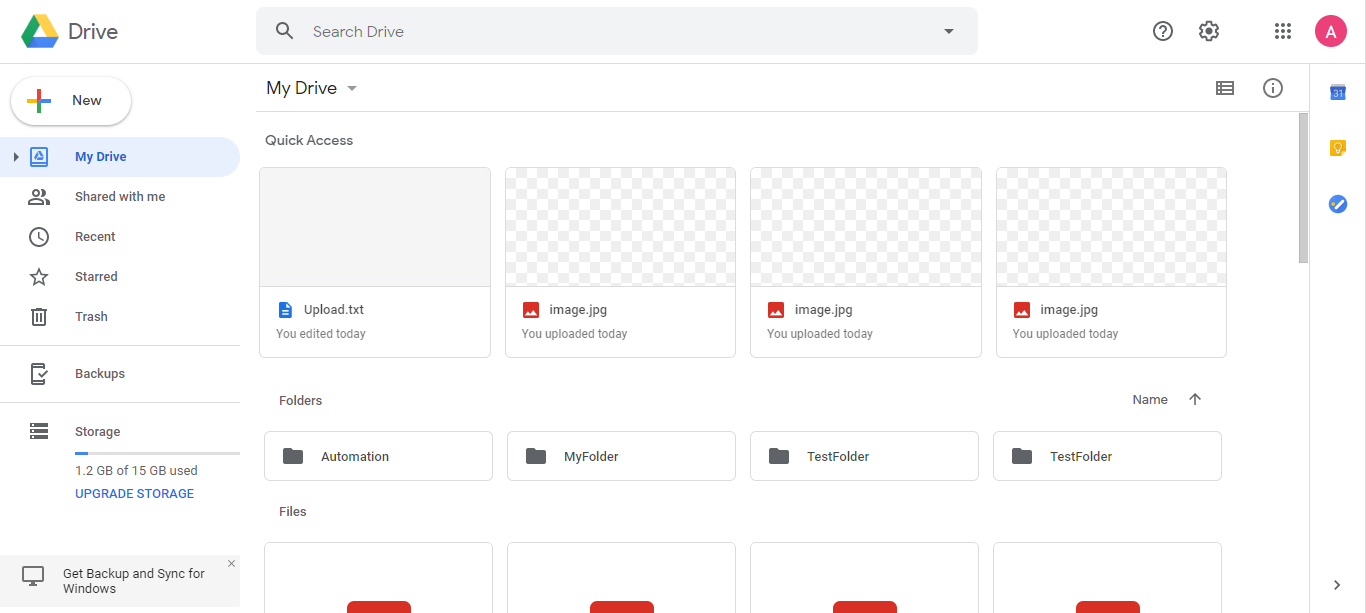 Drive
Search Drive
A
New
My Drive
31
Quick Access
My Drive
Shared with me
Recent
Starred
Trash
Upload.txt
You edited today
image.jpg
You uploaded today
image.jpg
You uploaded today
image.jpg
You uploaded today
Backups
Folders
Name
Storage
1.2 GB of 15 GB used
UPGRADE STORAGE
Automation
MyFolder
TestFolder
TestFolder
Files
Get Backup and Sync for
Windows